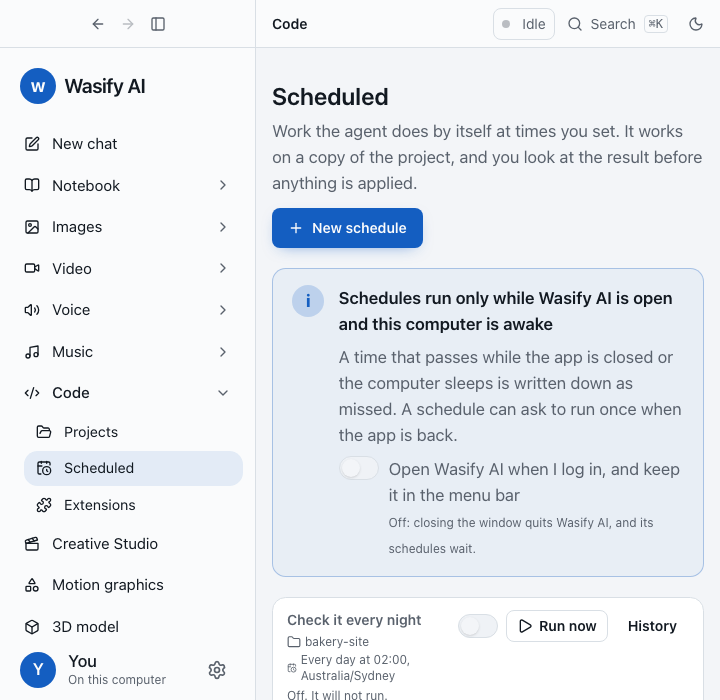 Code
Idle
Search
⌘K
W
Wasify AI
New chat
Notebook
Images
Video
Voice
Music
Code
Projects
Scheduled
Extensions
Creative Studio
Motion graphics
3D model
Y
You
On this computer
Scheduled
Work the agent does by itself at times you set. It works
on a copy of the project, and you look at the result before
anything is applied.
+ New schedule
i
Schedules run only while Wasify AI is open
and this computer is awake
A time that passes while the app is closed or
the computer sleeps is written down as
missed. A schedule can ask to run once when
the app is back.
Open Wasify AI when I log in, and keep
it in the menu bar
Off: closing the window quits Wasify AI, and its
schedules wait.
Check it every night
Run now
History
bakery-site
Every day at 02:00,
Australia/Sydney
Off. It will not run.